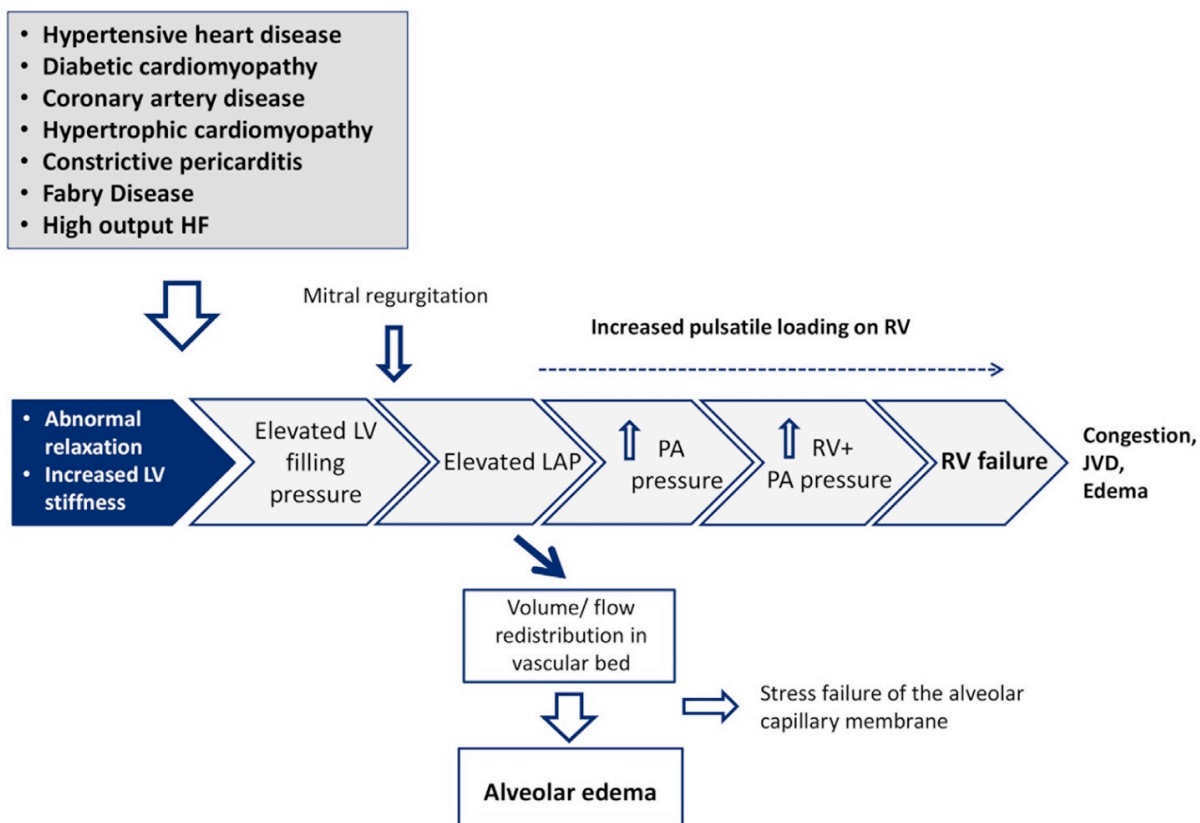 • Hypertensive heart disease
• Diabetic cardiomyopathy
• Coronary artery disease
• Hypertrophic cardiomyopathy
• Constrictive pericarditis
• Fabry Disease
• High output HF
Mitral regurgitation
Increased pulsatile loading on RV
• Abnormal
relaxation
• Increased LV
stiffness
Elevated LV
filling
pressure
Elevated LAP
PA
pressure
RV+
PA pressure
RV failure
Congestion,
JVD,
Edema
Volume/ flow
redistribution in
vascular bed
Stress failure of the alveolar
capillary membrane
Alveolar edema